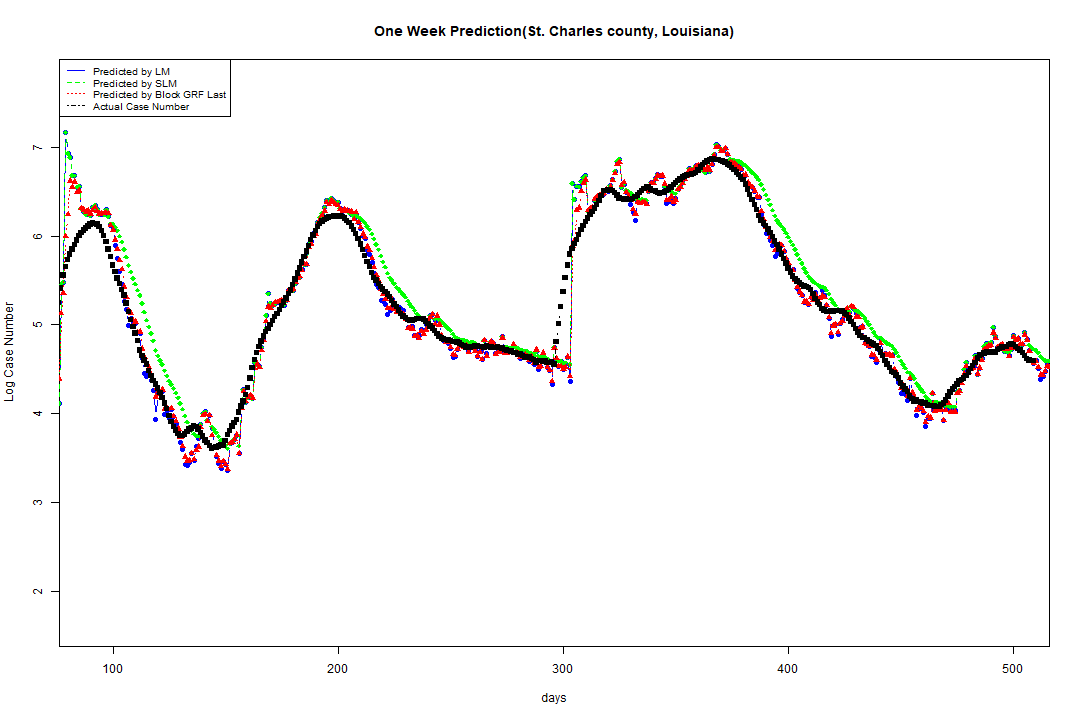 One Week Prediction(St. Charles county, Louisiana)
Predicted by LM
Predicted by SLM
Predicted by Block GRF Last
Actual Case Number
7
6
5
4
3
2
Log Case Number
100 200 300 400 500
days